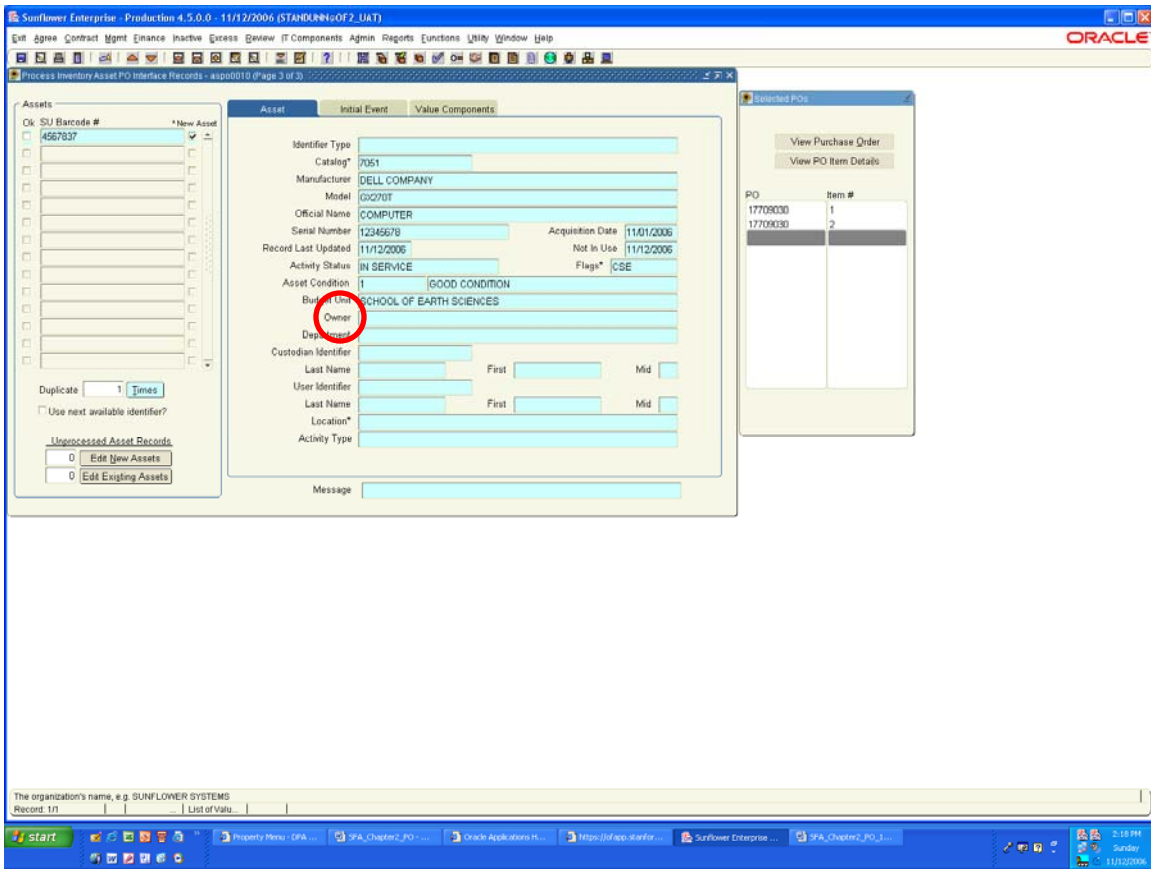 Sunflower Enterprise - Production 4.5.0.0 - 11/12/2006 (STANDUNN@OF2_UAT)
Exit Agree Contract Mgmt Finance Inactive Excess Review IT Components Admin Reports Functions Utility Window Help
ORACLE
Process Inventory Asset PO Interface Records - aspo0010 (Page 3 of 3)
Assets
Ok SU Barcode # *New Asset
4567837
Duplicate 1 Times
Use next available identifier?
Unprocessed Asset Records
0 Edit New Assets
0 Edit Existing Assets
Asset Initial Event Value Components
Identifier Type
Catalog* 7051
Manufacturer DELL COMPANY
Model GX270T
Official Name COMPUTER
Serial Number 12345678 Acquisition Date 11/01/2006
Record Last Updated 11/12/2006 Not In Use 11/12/2006
Activity Status IN SERVICE Flags* CSE
Asset Condition 1 GOOD CONDITION
Budget Unit SCHOOL OF EARTH SCIENCES
Owner
Department
Custodian Identifier
Last Name First Mid
User Identifier
Last Name First Mid
Location*
Activity Type
Message
Selected POs
View Purchase Order
View PO Item Details
PO Item #
17709030 1
17709030 2
The organization's name, e.g. SUNFLOWER SYSTEMS
Record: 1/1 ... List of Valu...
start Property Menu - DPA ... SFA_Chapter2_PO - ... Oracle Applications H... https://ofapp.stanfor... Sunflower Enterprise ... SFA_Chapter2_PO_1...
2:18 PM
Sunday
11/12/2006